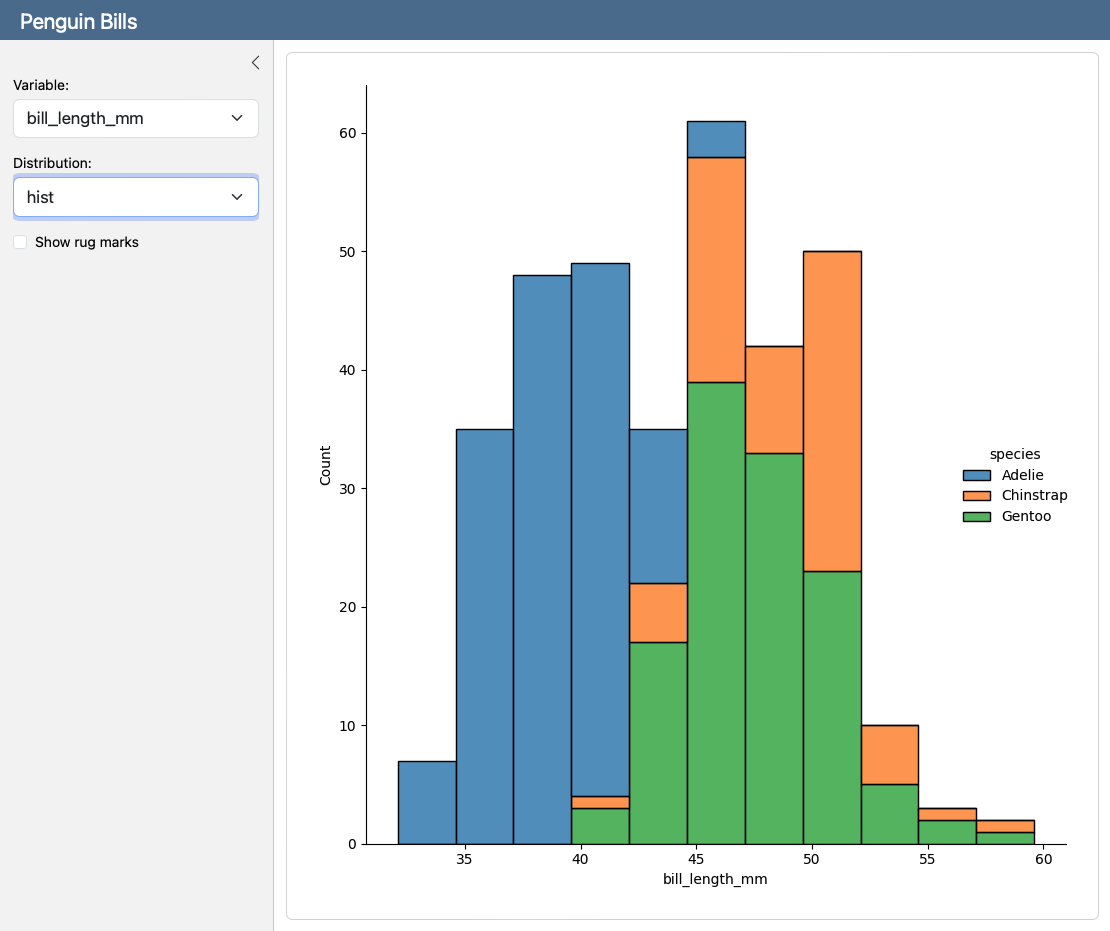 Penguin Bills
Variable:
bill_length_mm
Distribution:
hist
Show rug marks
60
50
40
30
20
10
0
Count
35 40 45 50 55 60
bill_length_mm
species
Adelie
Chinstrap
Gentoo